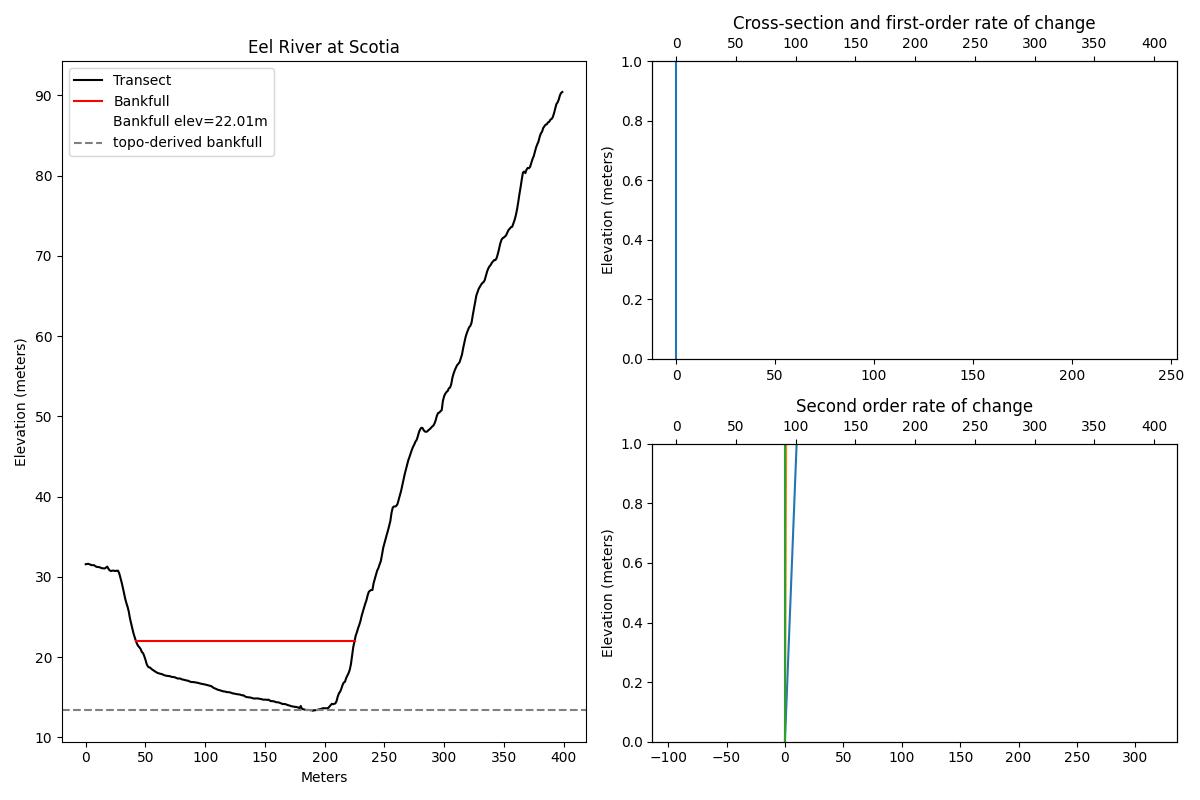 Eel River at Scotia
Transect
Bankfull
Bankfull elev=22.01m
topo-derived bankfull
Elevation (meters)
90
80
70
60
50
40
30
20
10
0 50 100 150 200 250 300 350 400
Meters
Cross-section and first-order rate of change
0 50 100 150 200 250 300 350 400
Elevation (meters)
1.0
0.8
0.6
0.4
0.2
0.0
0 50 100 150 200 250
Second order rate of change
0 50 100 150 200 250 300 350 400
Elevation (meters)
1.0
0.8
0.6
0.4
0.2
0.0
−100 −50 0 50 100 150 200 250 300